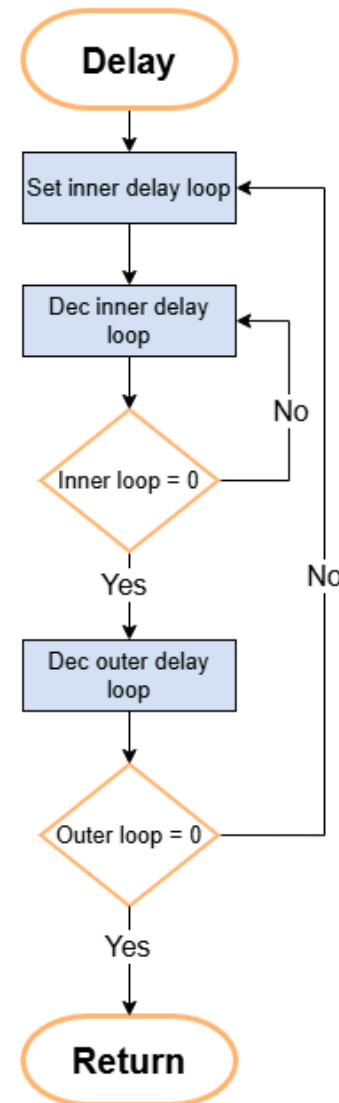 Delay
Set inner delay loop
Dec inner delay
loop
No
Inner loop = 0
Yes
No
Dec outer delay
loop
Outer loop = 0
Yes
Return